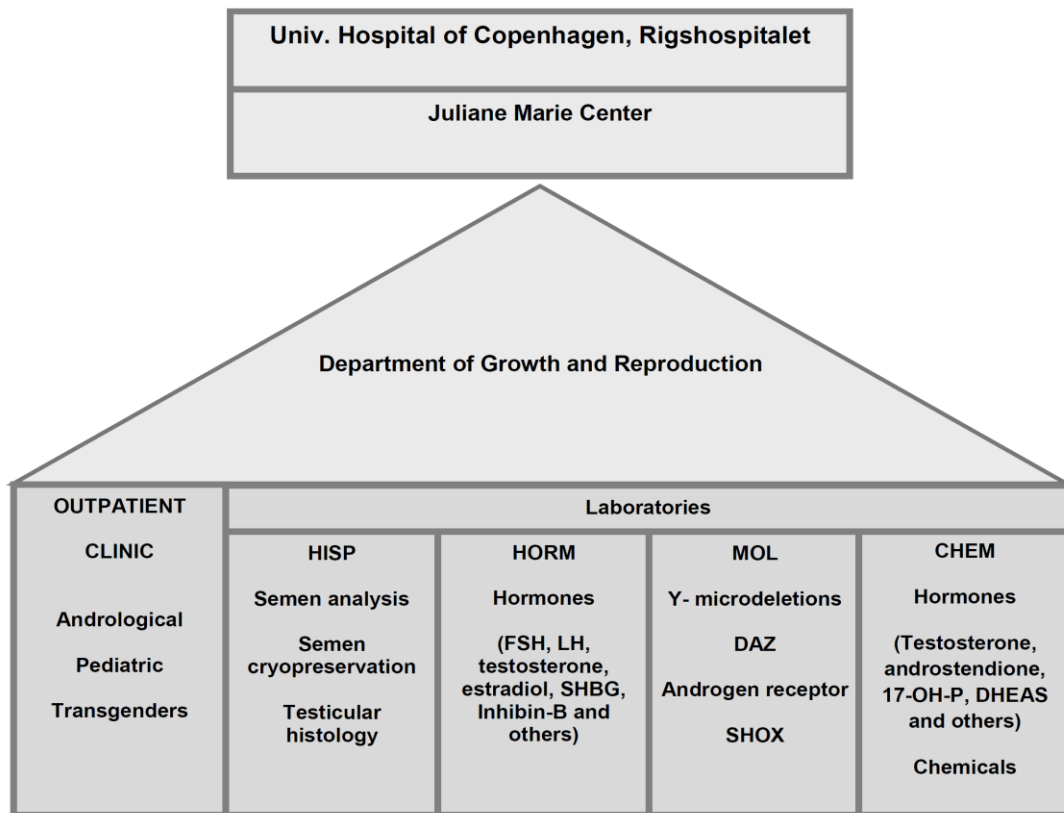 Univ. Hospital of Copenhagen, Rigshospitalet
Juliane Marie Center
Department of Growth and Reproduction
OUTPATIENT
CLINIC
Andrological
Pediatric
Transgenders
Laboratories
HISP
Semen analysis
Semen
cryopreservation
Testicular
histology
HORM
Hormones
(FSH, LH,
testosterone,
estradiol, SHBG,
Inhibin-B and
others)
MOL
Y- microdeletions
DAZ
Androgen receptor
SHOX
CHEM
Hormones
(Testosterone,
androstendione,
17-OH-P, DHEAS
and others)
Chemicals